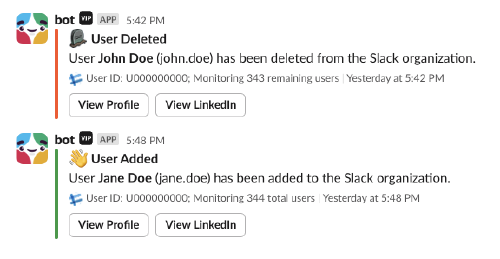 bot VIP APP 5:42 PM
User Deleted
User John Doe (john.doe) has been deleted from the Slack organization.
User ID: U000000000; Monitoring 343 remaining users | Yesterday at 5:42 PM
View Profile View LinkedIn
bot VIP APP 5:48 PM
User Added
User Jane Doe (jane.doe) has been added to the Slack organization.
User ID: U000000000; Monitoring 344 total users | Yesterday at 5:48 PM
View Profile View LinkedIn